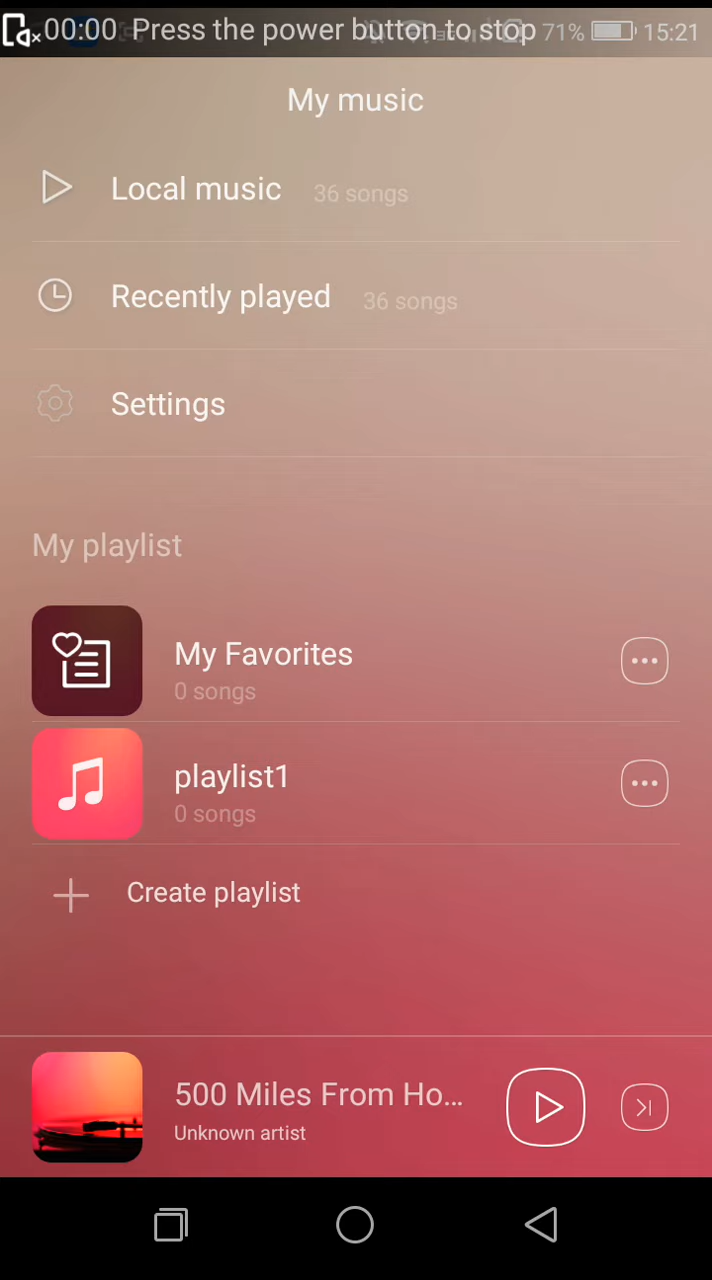 00:00 Press the power button to stop 71% 15:21
My music
Local music 36 songs
Recently played 36 songs
Settings
My playlist
My Favorites
0 songs
playlist1
0 songs
Create playlist
500 Miles From Ho...
Unknown artist